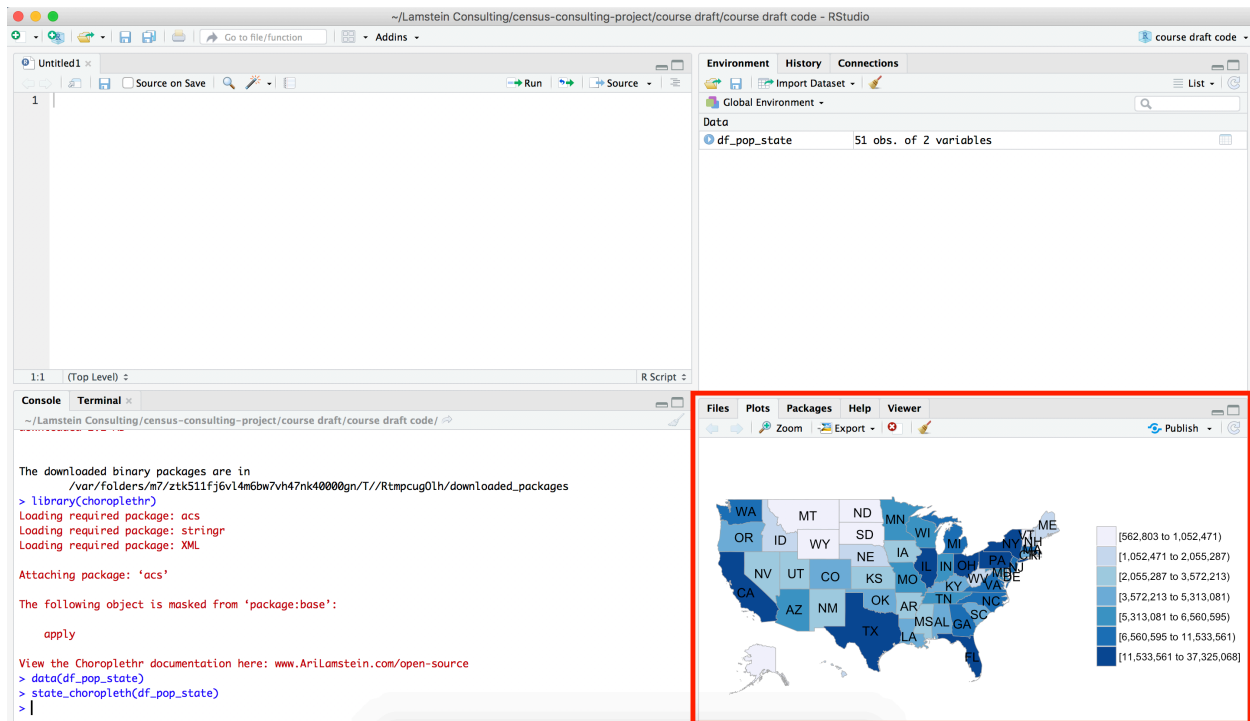 ~/Lamstein Consulting/census-consulting-project/course draft/course draft code - RStudio
Go to file/function
Addins
course draft code
Untitled1
Source on Save
Run
Source
1
1:1
(Top Level)
R Script
Environment
History
Connections
Import Dataset
List
Global Environment
Data
df_pop_state 51 obs. of 2 variables
Console
Terminal
~/Lamstein Consulting/census-consulting-project/course draft/course draft code/
The downloaded binary packages are in
/var/folders/m7/ztk511fj6vl4m6bw7vh47nk40000gn/T//RtmpcugOlh/downloaded_packages
> library(choroplethr)
Loading required package: acs
Loading required package: stringr
Loading required package: XML
Attaching package: ‘acs’
The following object is masked from ‘package:base’:
apply
View the Choroplethr documentation here: www.AriLamstein.com/open-source
> data(df_pop_state)
> state_choropleth(df_pop_state)
>
Files
Plots
Packages
Help
Viewer
Zoom
Export
Publish
WA
MT
ND
MN
ME
OR
ID
SD
WI
MI
NY
VT
NH
WY
IA
NE
PA
NJ
NV
UT
CO
KS
MO
IL
IN
OH
WV
VA
MD
DE
CA
KY
AZ
NM
OK
AR
TN
NC
SC
TX
LA
MS
AL
GA
FL
[562,803 to 1,052,471)
[1,052,471 to 2,055,287)
[2,055,287 to 3,572,213)
[3,572,213 to 5,313,081)
[5,313,081 to 6,560,595)
[6,560,595 to 11,533,561)
[11,533,561 to 37,325,068]